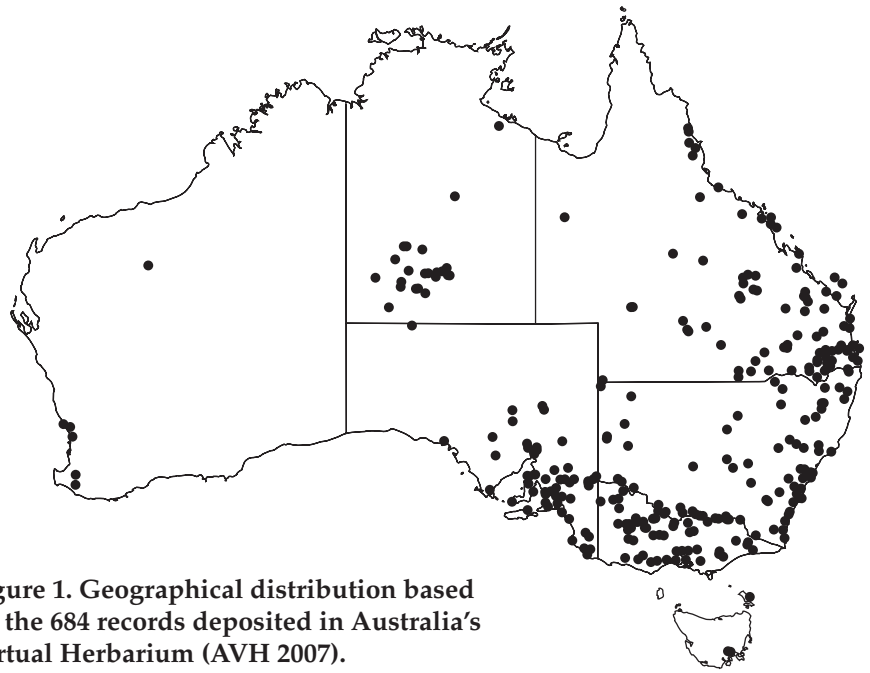 gure 1. Geographical distribution based
the 684 records deposited in Australia’s
rtual Herbarium (AVH 2007).